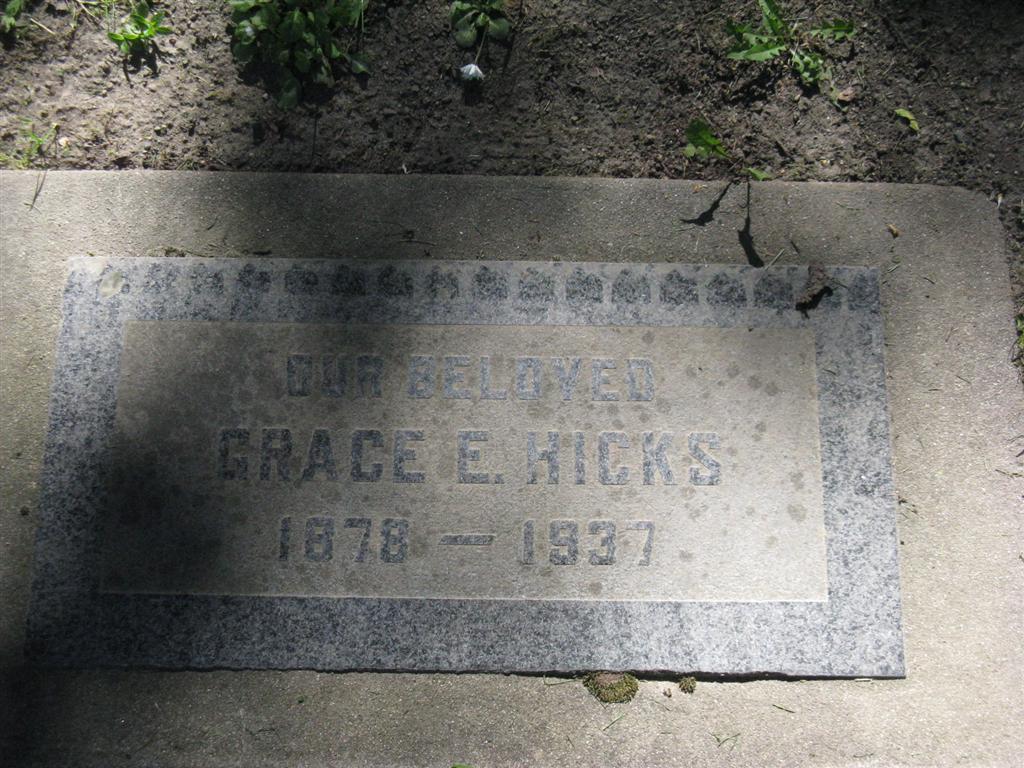 OUR BELOVED
GRACE E. HICKS
1878 — 1937